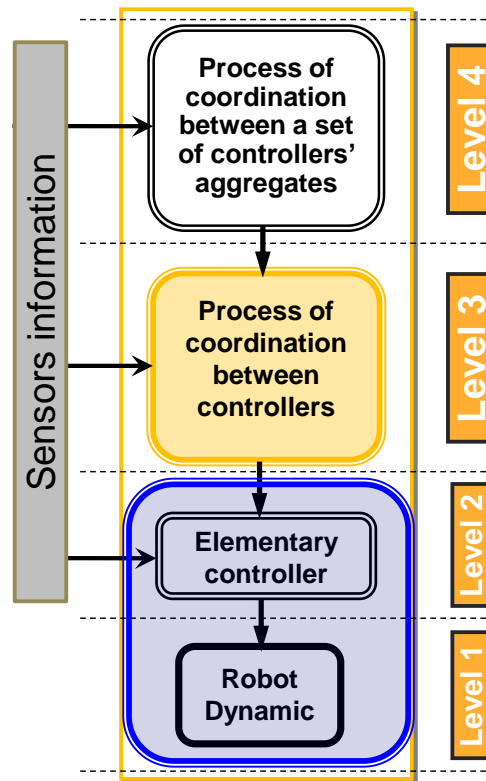 Sensors information
Process of
coordination
between a set
of controllers’
aggregates
Level 4
Process of
coordination
between
controllers
Level 3
Elementary
controller
Level 2
Robot
Dynamic
Level 1